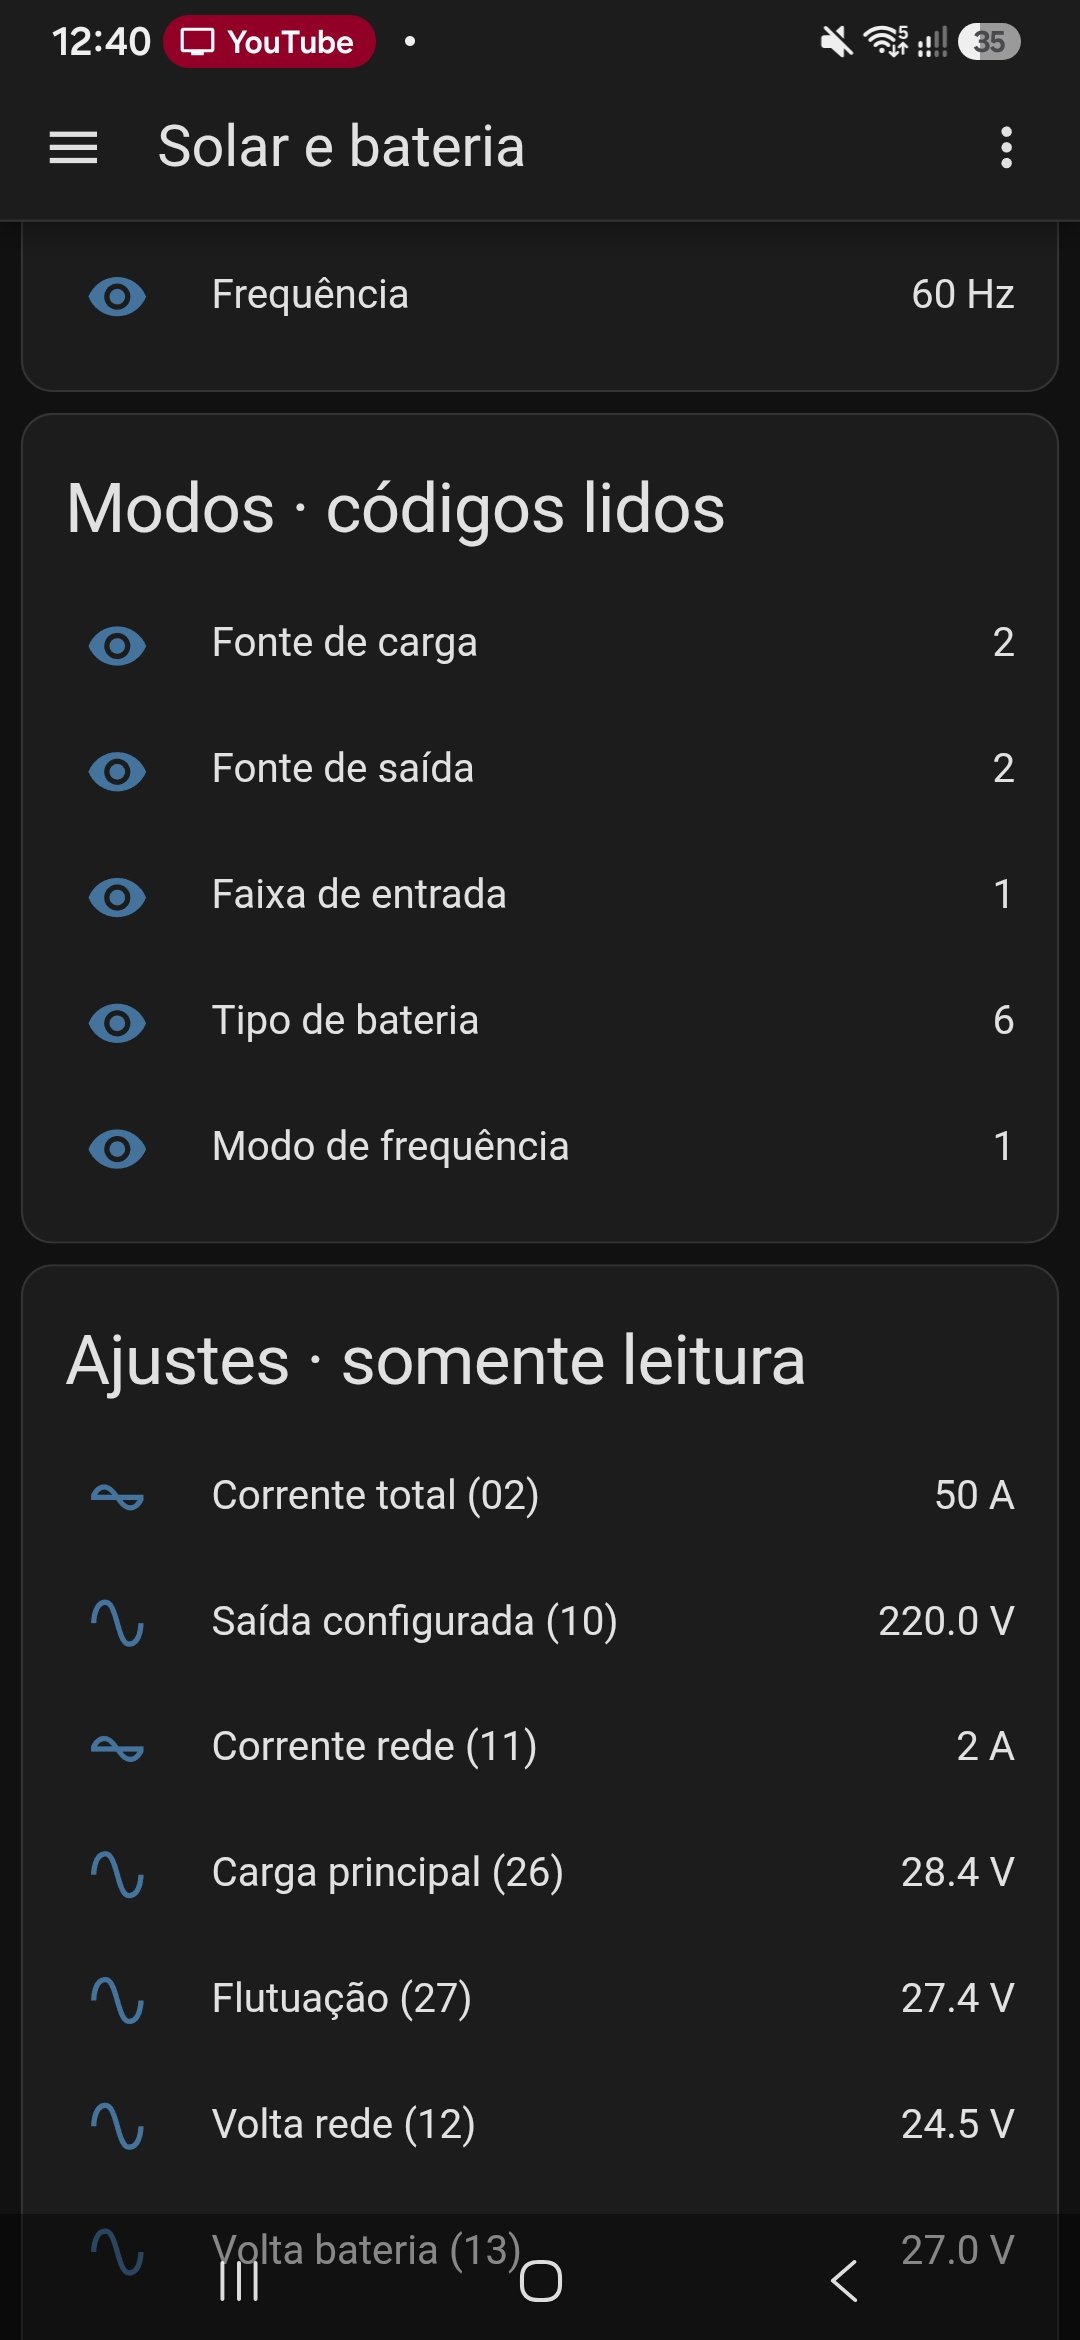 12:40 YouTube 5 35
Solar e bateria
Frequência 60 Hz
Modos · códigos lidos
Fonte de carga 2
Fonte de saída 2
Faixa de entrada 1
Tipo de bateria 6
Modo de frequência 1
Ajustes · somente leitura
Corrente total (02) 50 A
Saída configurada (10) 220.0 V
Corrente rede (11) 2 A
Carga principal (26) 28.4 V
Flutuação (27) 27.4 V
Volta rede (12) 24.5 V
Volta bateria (13) 27.0 V